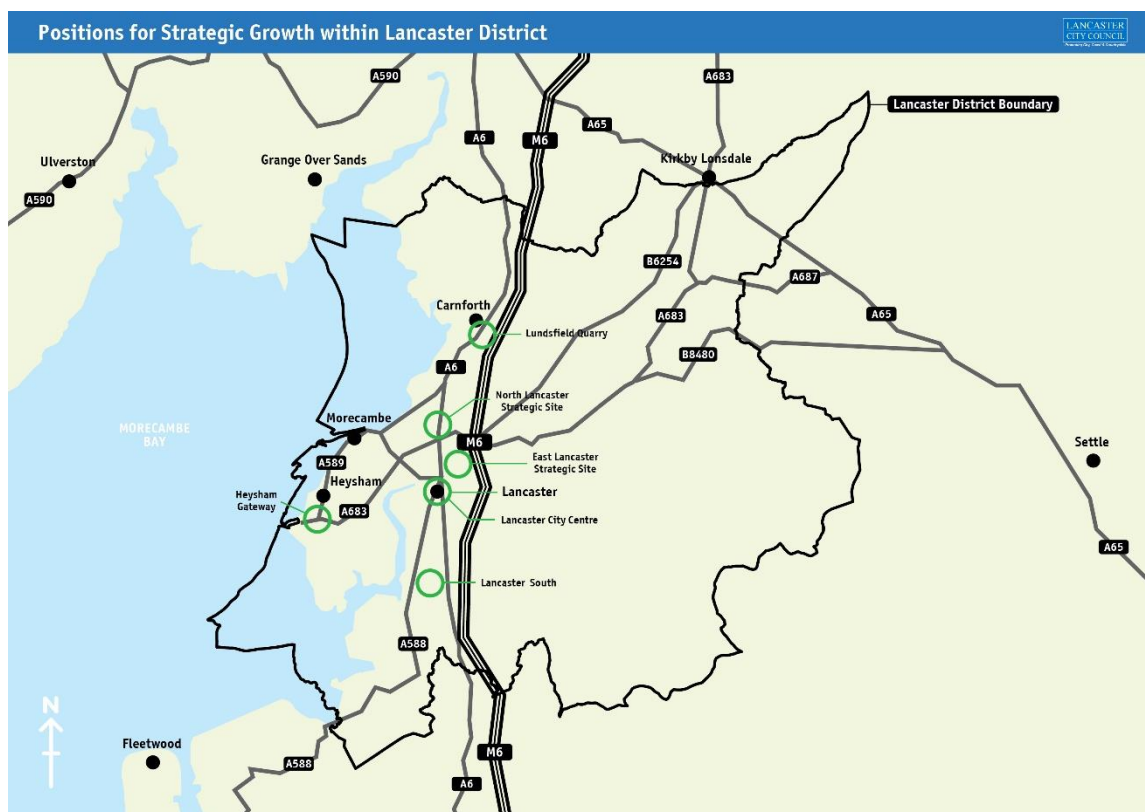 Positions for Strategic Growth within Lancaster District
LANCASTER
CITY COUNCIL
A590
A683
A6
A65
M6
Lancaster District Boundary
Ulverston
Grange Over Sands
Kirkby Lonsdale
A590
B6254
A687
Carnforth
A683
A65
Lundsfield Quarry
B8480
A6
North Lancaster
Strategic Site
Morecambe
MORECAMBE
BAY
M6
Settle
A589
East Lancaster
Strategic Site
Heysham
Lancaster
Heysham
Gateway
A683
Lancaster City Centre
A65
Lancaster South
A588
N
Fleetwood
M6
A588
A6